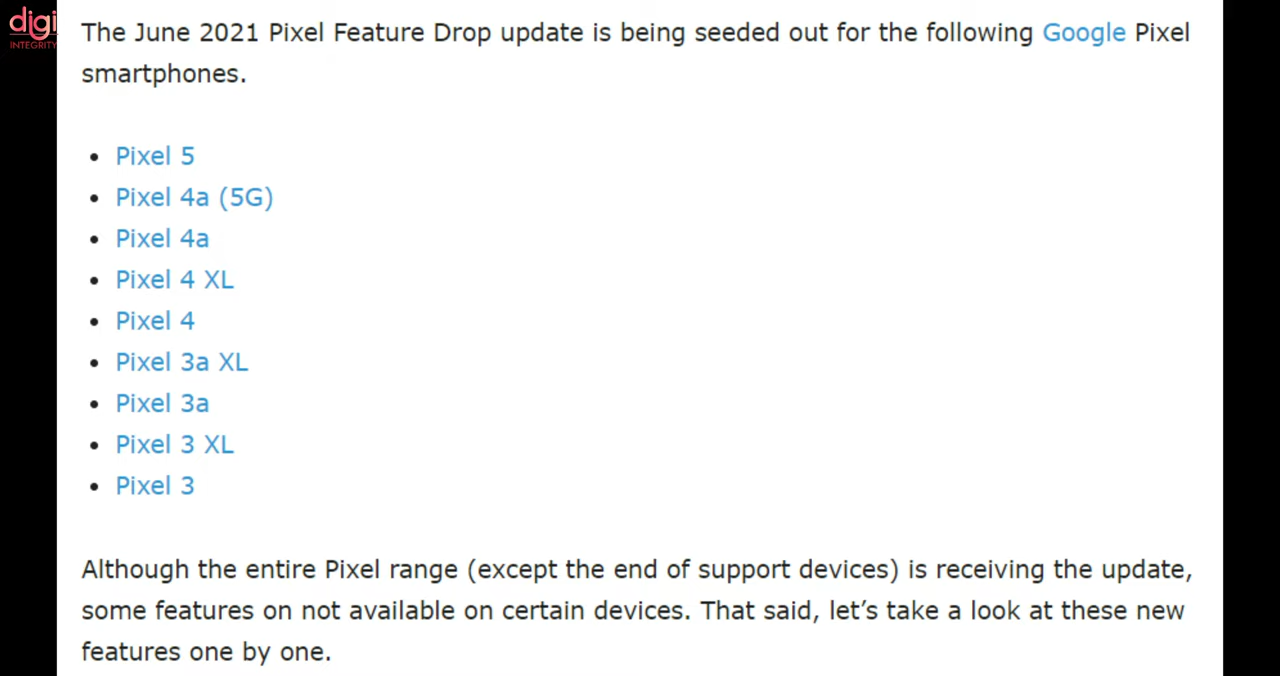 digi
INTEGRITY
The June 2021 Pixel Feature Drop update is being seeded out for the following Google Pixel
smartphones.
• Pixel 5
• Pixel 4a (5G)
• Pixel 4a
• Pixel 4 XL
• Pixel 4
• Pixel 3a XL
• Pixel 3a
• Pixel 3 XL
• Pixel 3
Although the entire Pixel range (except the end of support devices) is receiving the update,
some features on not available on certain devices. That said, let’s take a look at these new
features one by one.